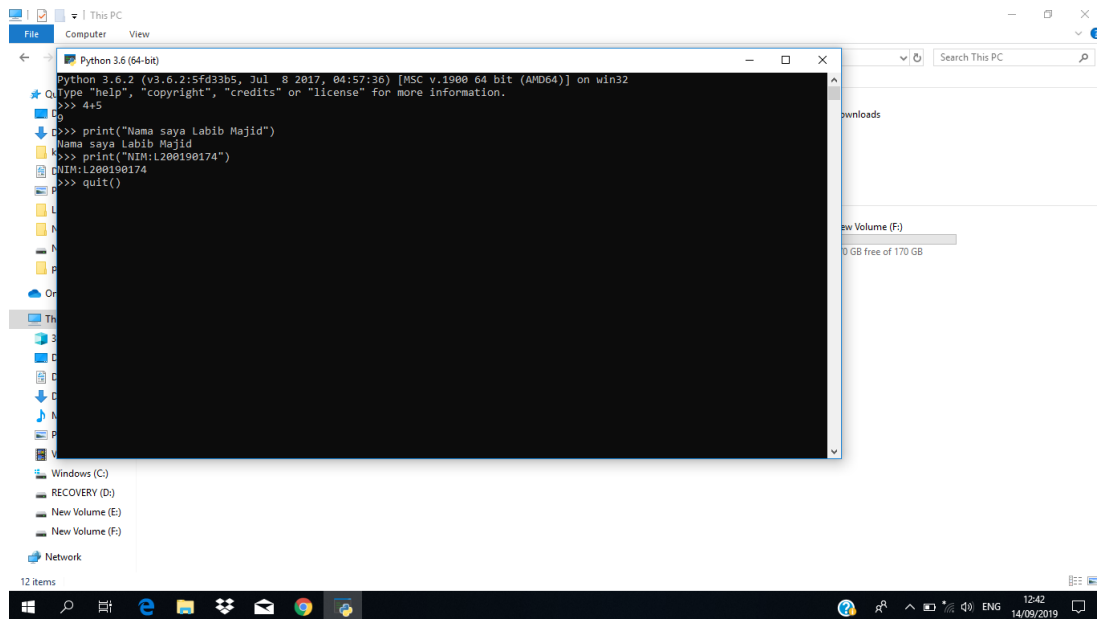 This PC
File Computer View
Search This PC
Python 3.6 (64-bit)
Python 3.6.2 (v3.6.2:5fd33b5, Jul  8 2017, 04:57:36) [MSC v.1900 64 bit (AMD64)] on win32
Type "help", "copyright", "credits" or "license" for more information.
>>> 4+5
9
>>> print("Nama saya Labib Majid")
Nama saya Labib Majid
>>> print("NIM:L200190174")
NIM:L200190174
>>> quit()
ownloads
ew Volume (F:)
0 GB free of 170 GB
Windows (C:)
RECOVERY (D:)
New Volume (E:)
New Volume (F:)
Network
12 items
ENG
12:42
14/09/2019